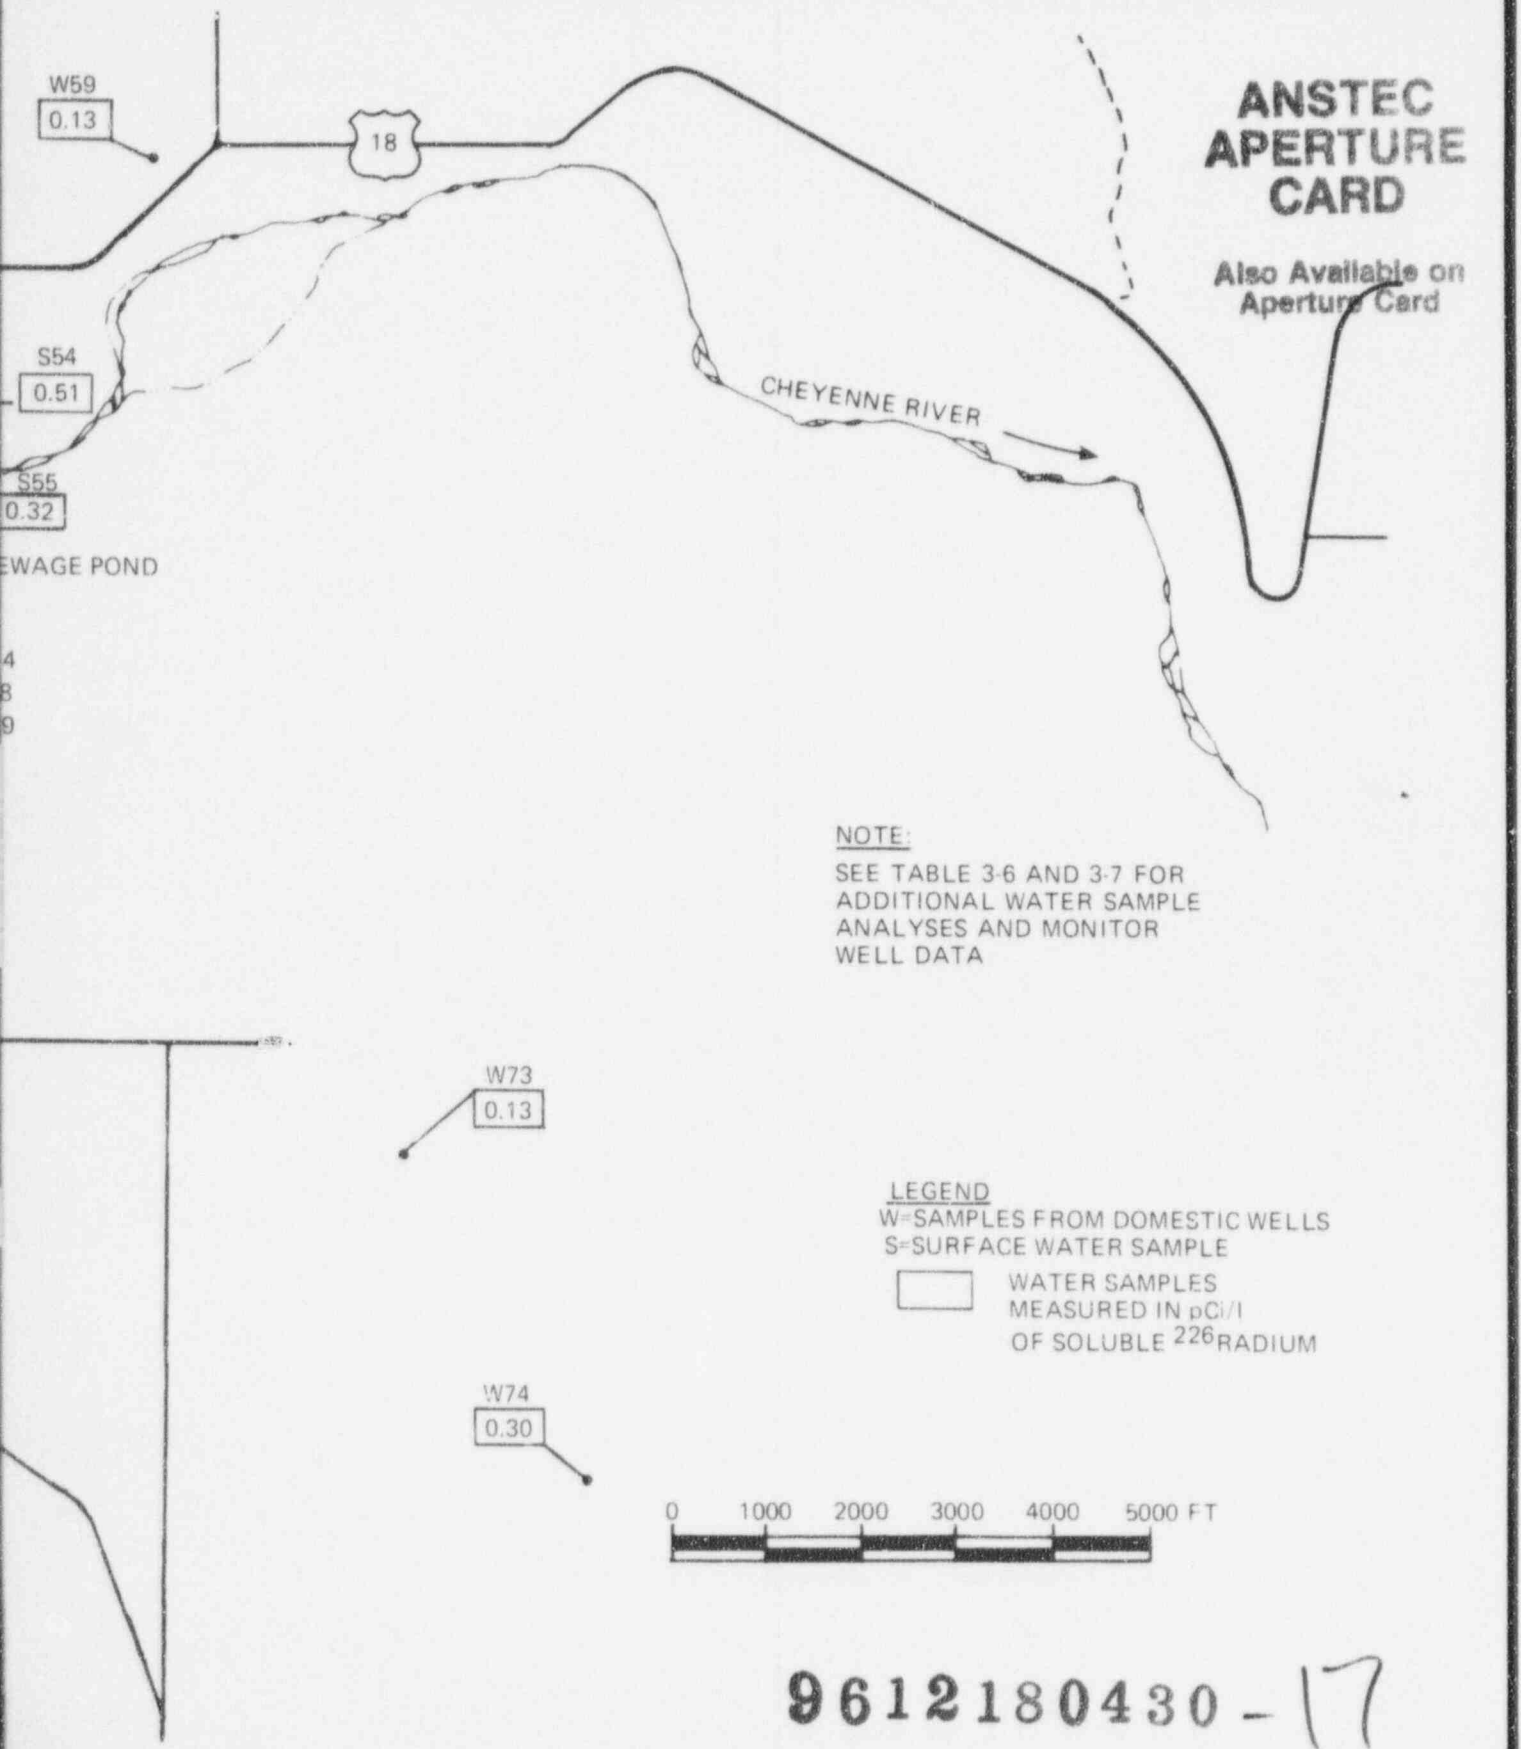 W59
0.13
18
ANSTEC
APERTURE
CARD
Also Available on
Aperture Card
S54
0.51
CHEYENNE RIVER
S55
0.32
EWAGE POND
4
8
9
NOTE:
SEE TABLE 3-6 AND 3-7 FOR
ADDITIONAL WATER SAMPLE
ANALYSES AND MONITOR
WELL DATA
W73
0.13
LEGEND
W=SAMPLES FROM DOMESTIC WELLS
S=SURFACE WATER SAMPLE
WATER SAMPLES
MEASURED IN pCi/l
OF SOLUBLE 226RADIUM
W74
0.30
0 1000 2000 3000 4000 5000 FT
9612180430-17